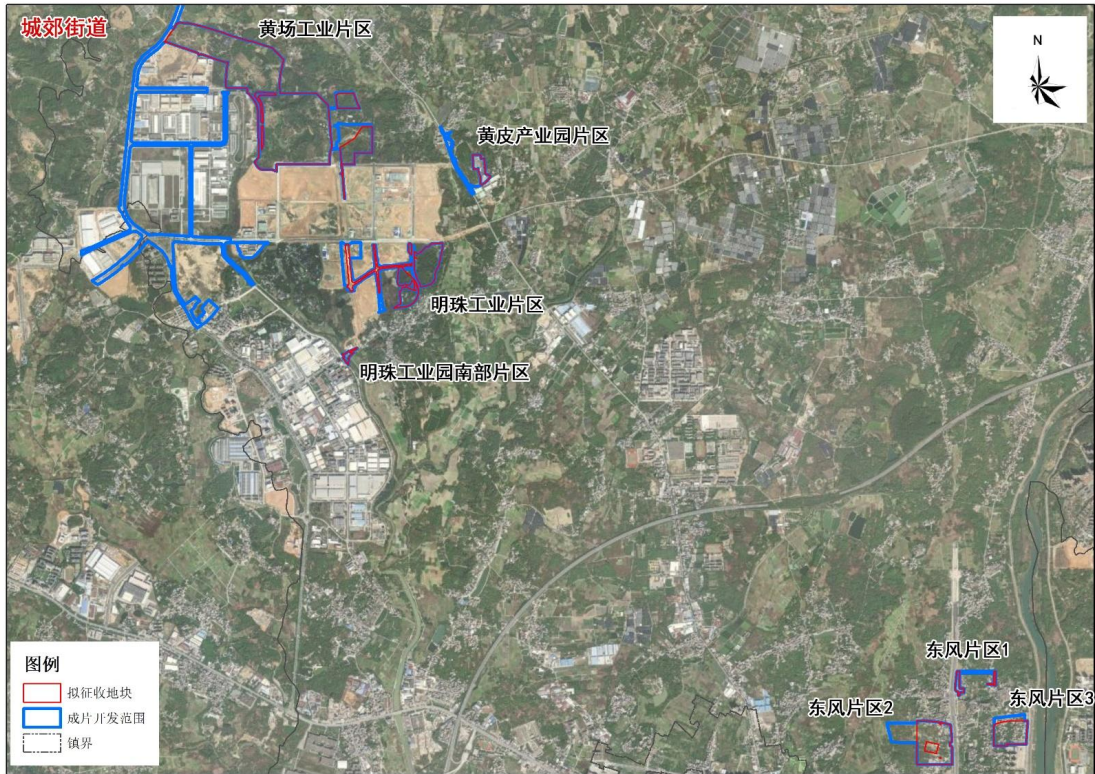 城郊街道
黄场工业片区
N
黄皮产业园片区
明珠工业片区
明珠工业园南部片区
东风片区1
东风片区2
东风片区3
图例
拟征收地块
成片开发范围
镇界